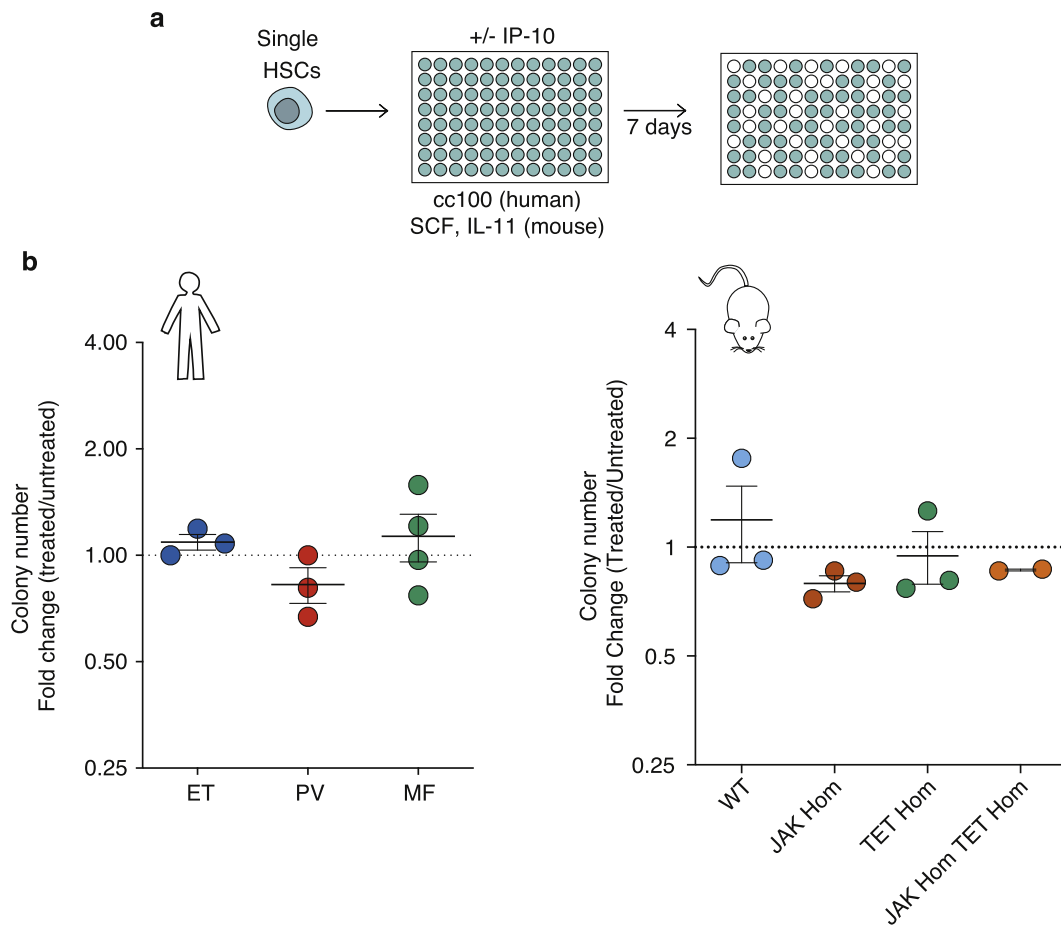 a
Single
HSCs
+/- IP-10
7 days
cc100 (human)
SCF, IL-11 (mouse)
b
Colony number
Fold change (treated/untreated)
4.00
2.00
1.00
0.50
0.25
ET
PV
MF
Colony number
Fold Change (Treated/Untreated)
4
2
1
0.5
0.25
WT
JAK Hom
TET Hom
JAK Hom TET Hom